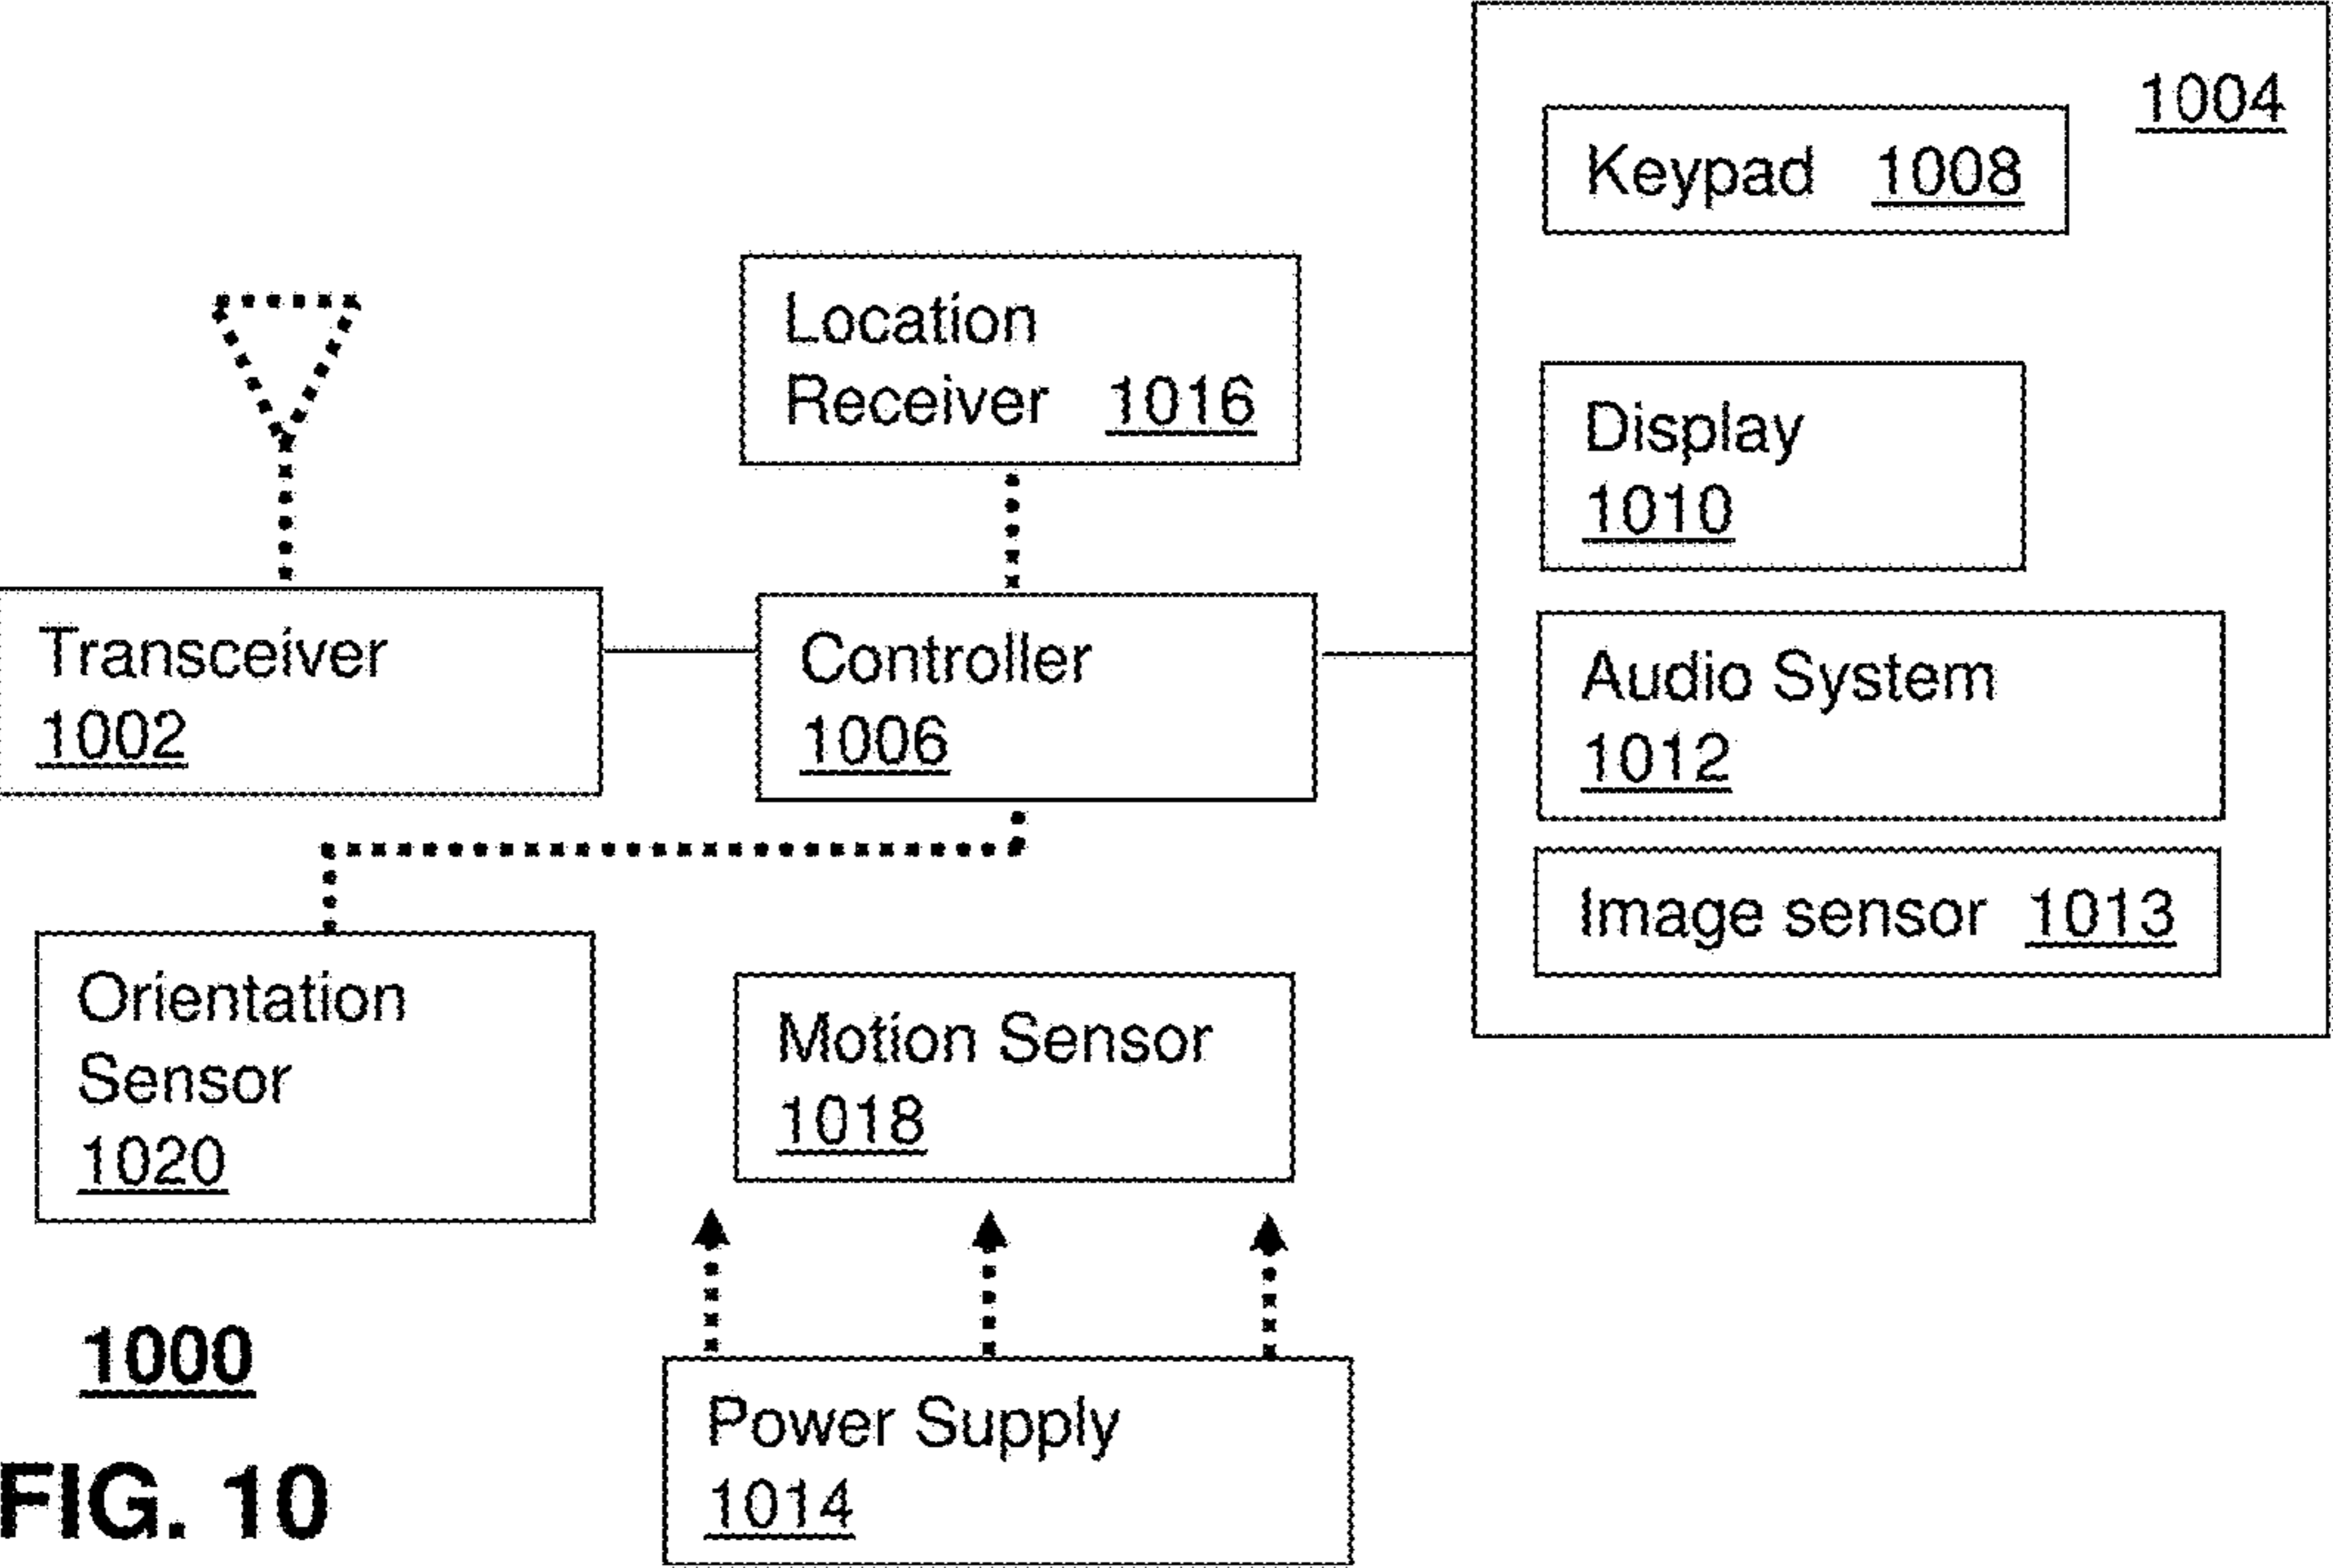 1004
Keypad 1008
Location
Receiver 1016
Display
1010
Transceiver
1002
Controller
1006
Audio System
1012
Image sensor 1013
Orientation
Sensor
1020
Motion Sensor
1018
1000
Power Supply
1014
FIG. 10